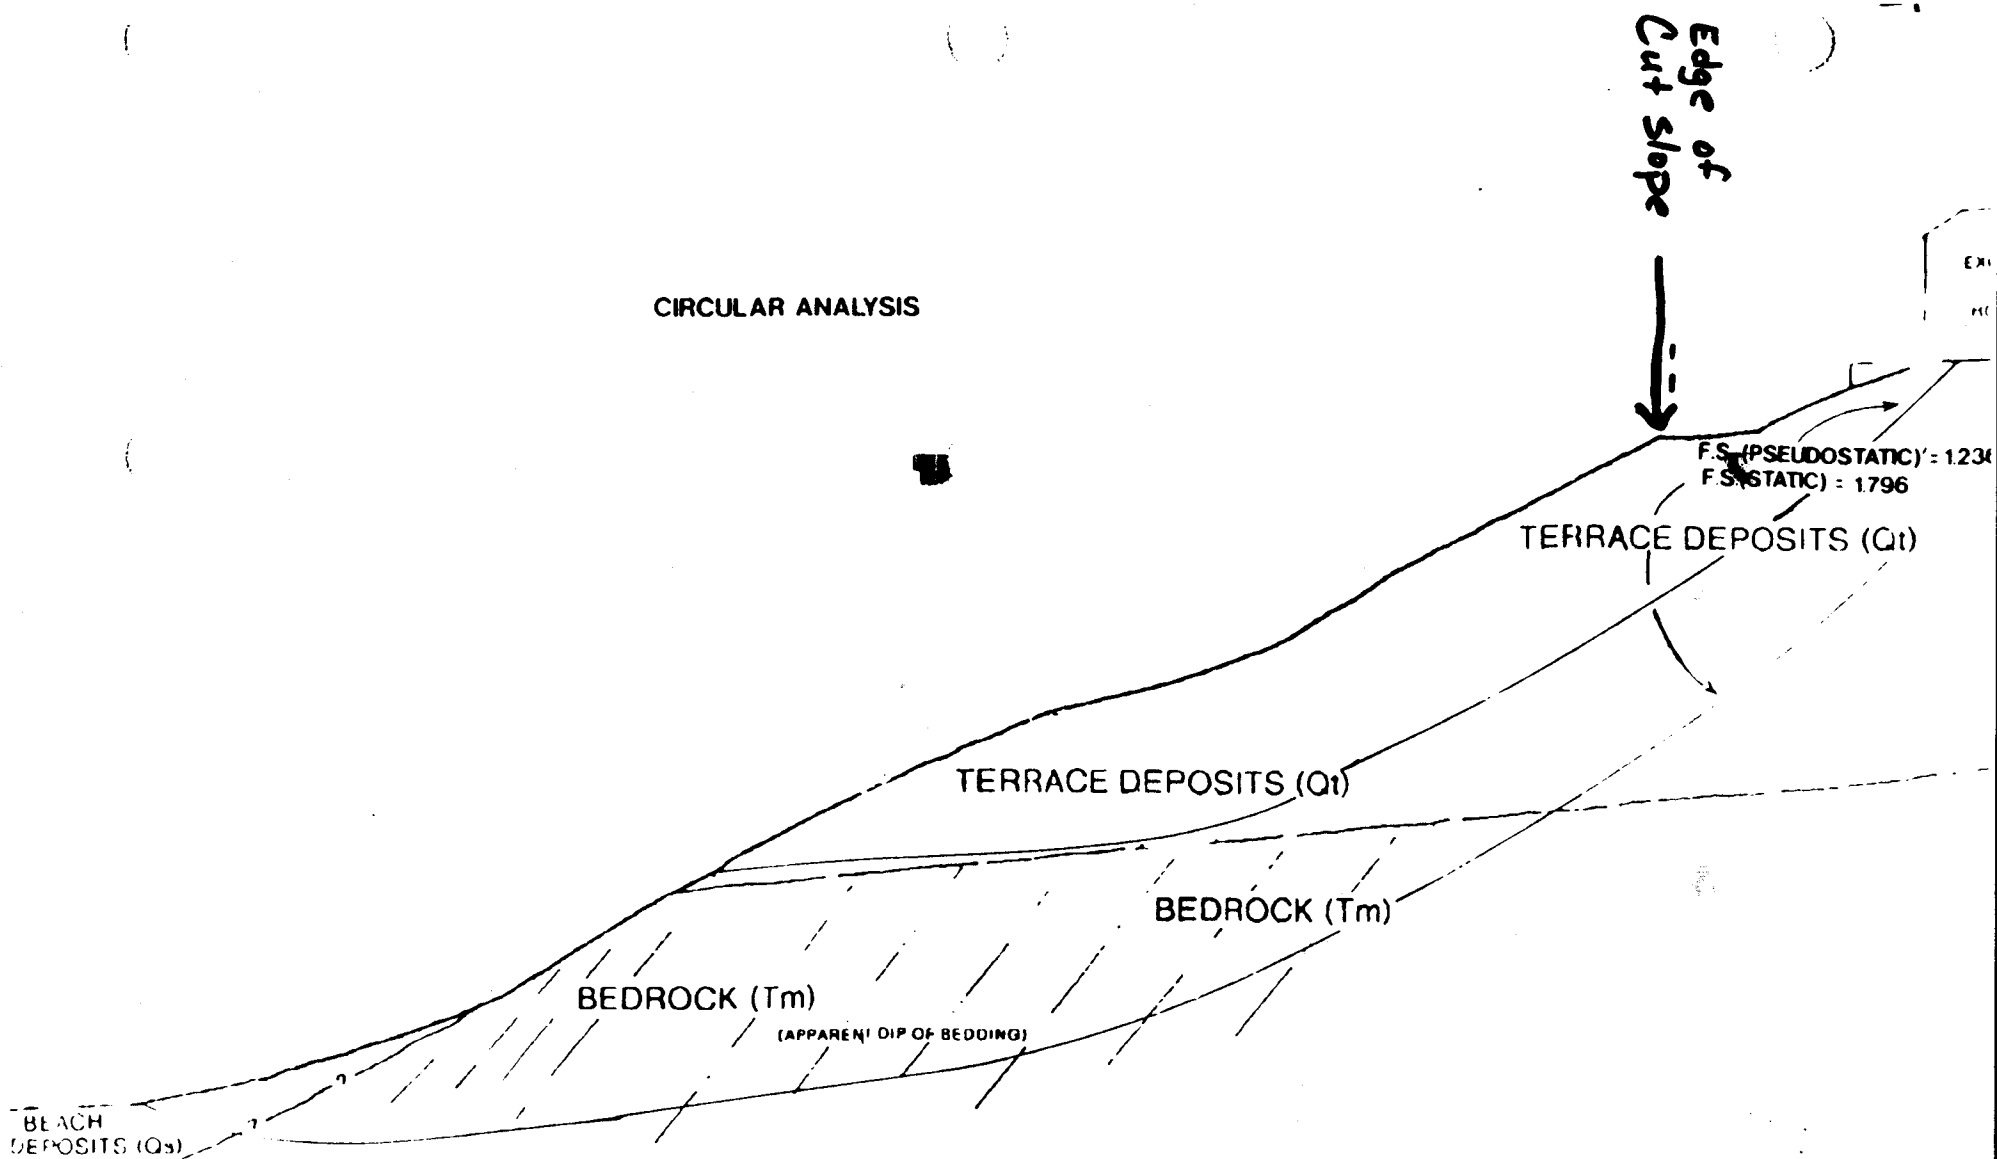 Edge of
Cut slope
CIRCULAR ANALYSIS
F.S. (PSEUDOSTATIC) = 1.236
F.S. (STATIC) = 1.796
TERRACE DEPOSITS (Qt)
TERRACE DEPOSITS (Qt)
BEDROCK (Tm)
BEDROCK (Tm)
(APPARENT DIP OF BEDDING)
?
?
BEACH
DEPOSITS (Qs)